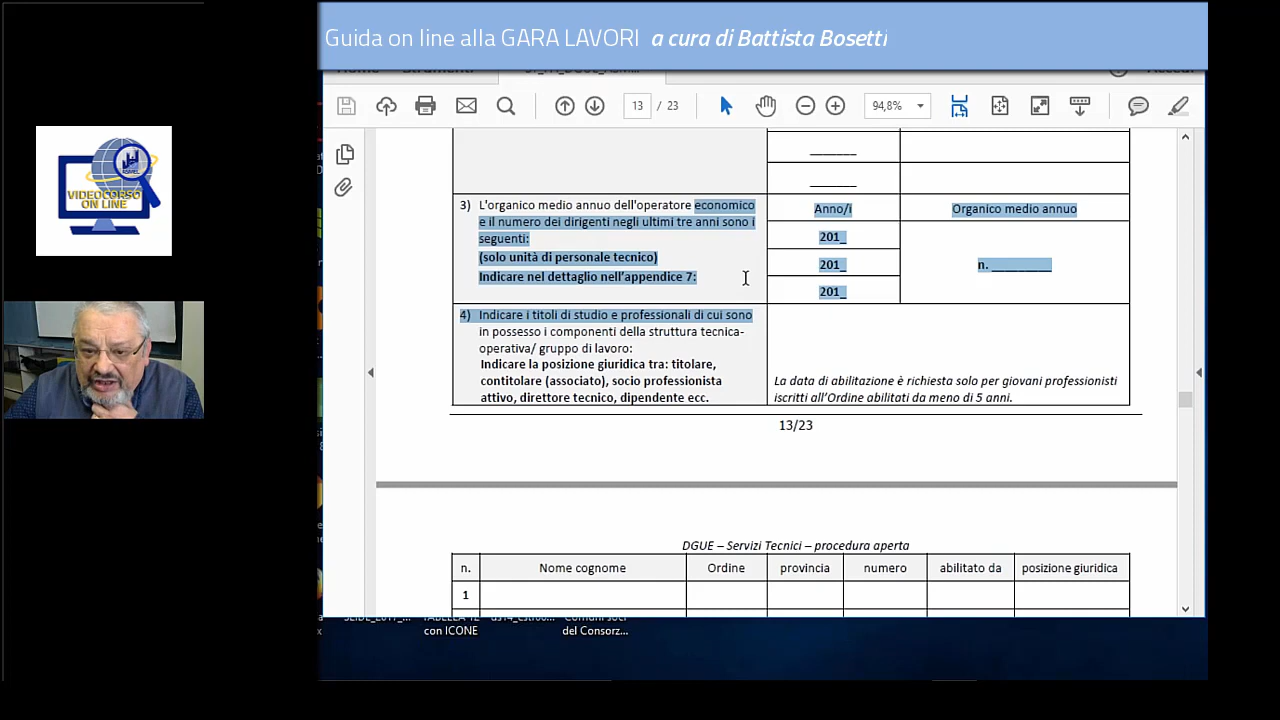 Guida on line alla GARA LAVORI a cura di Battista Bosetti
13 / 23
94,8%
VIDEOCORSO
ON LINE
3) L'organico medio annuo dell'operatore economico
e il numero dei dirigenti negli ultimi tre anni sono i
seguenti:
(solo unità di personale tecnico)
Indicare nel dettaglio nell'appendice 7:
Anno/i
Organico medio annuo
201_
201_
n. _________
201_
4) Indicare i titoli di studio e professionali di cui sono
in possesso i componenti della struttura tecnica-
operativa/ gruppo di lavoro:
Indicare la posizione giuridica tra: titolare,
contitolare (associato), socio professionista
attivo, direttore tecnico, dipendente ecc.
La data di abilitazione è richiesta solo per giovani professionisti
iscritti all'Ordine abilitati da meno di 5 anni.
13/23
DGUE – Servizi Tecnici – procedura aperta
n. Nome cognome Ordine provincia numero abilitato da posizione giuridica
1
con ICONE
del Consorz...